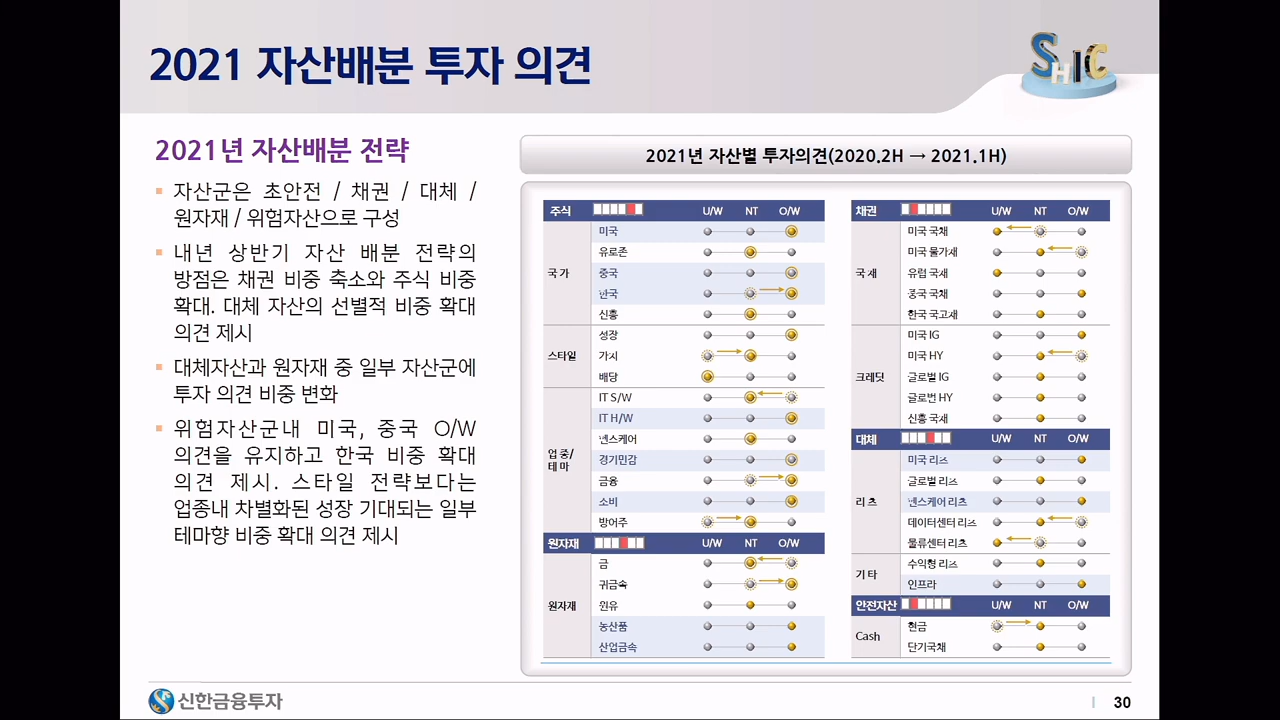 2021 자산배분 투자 의견
SHIC
2021년 자산배분 전략
자산군은 초안전 / 채권 / 대체 /
원자재 / 위험자산으로 구성
내년 상반기 자산 배분 전략의
방점은 채권 비중 축소와 주식 비중
확대. 대체 자산의 선별적 비중 확대
의견 제시
대체자산과 원자재 중 일부 자산군에
투자 의견 비중 변화
위험자산군내 미국, 중국 O/W
의견을 유지하고 한국 비중 확대
의견 제시. 스타일 전략보다는
업종내 차별화된 성장 기대되는 일부
테마향 비중 확대 의견 제시
2021년 자산별 투자의견(2020.2H → 2021.1H)
주식 U/W NT O/W
국가
미국
유로존
중국
한국
신흥
스타일
성장
가치
배당
업종/
테마
IT S/W
IT H/W
헬스케어
경기민감
금융
소비
방어주
원자재 U/W NT O/W
원자재
금
귀금속
원유
농산품
산업금속
채권 U/W NT O/W
국채
미국 국채
미국 물가채
유럽 국채
중국 국채
한국 국고채
크레딧
미국 IG
미국 HY
글로벌 IG
글로벌 HY
신흥 국채
대체 U/W NT O/W
리츠
미국 리츠
글로벌 리츠
헬스케어 리츠
데이터센터 리츠
물류센터 리츠
기타
수익형 리츠
인프라
안전자산 U/W NT O/W
Cash
현금
단기국채
신한금융투자
30